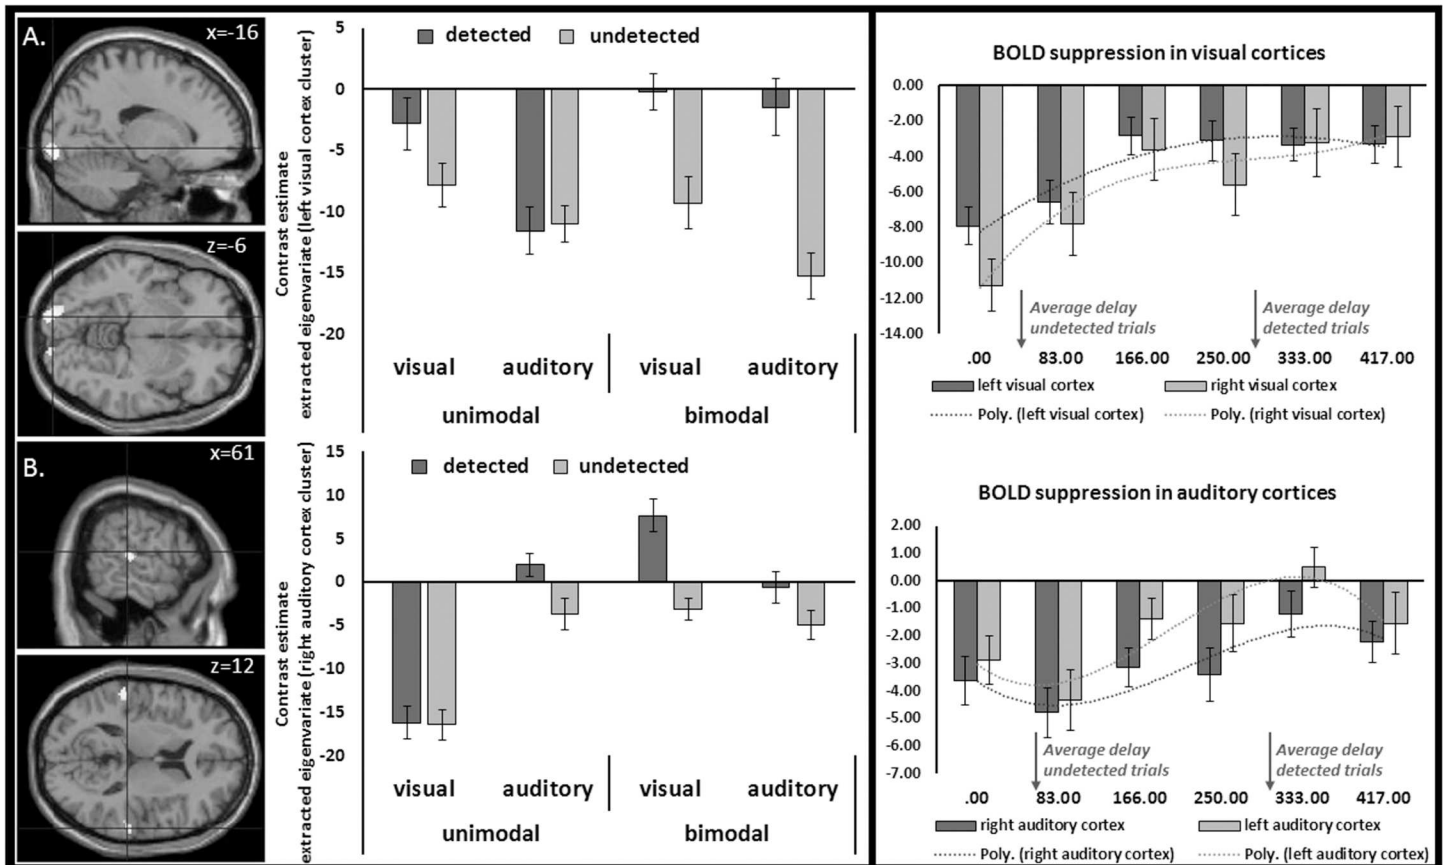 A.
x=-16
z=-6
5
0
-5
-10
-15
-20
Contrast estimate
extracted eigenvariate (left visual cortex cluster)
detected
undetected
visual auditory visual auditory
unimodal bimodal
BOLD suppression in visual cortices
0.00
-2.00
-4.00
-6.00
-8.00
-10.00
-12.00
-14.00
Average delay
undetected trials
Average delay
detected trials
.00 83.00 166.00 250.00 333.00 417.00
left visual cortex
right visual cortex
Poly. (left visual cortex)
Poly. (right visual cortex)
B.
x=61
z=12
15
10
5
0
-5
-10
-15
-20
Contrast estimate
extracted eigenvariate (right auditory cortex cluster)
detected
undetected
visual auditory visual auditory
unimodal bimodal
BOLD suppression in auditory cortices
2.00
1.00
0.00
-1.00
-2.00
-3.00
-4.00
-5.00
-6.00
-7.00
Average delay
undetected trials
Average delay
detected trials
.00 83.00 166.00 250.00 333.00 417.00
right auditory cortex
left auditory cortex
Poly. (right auditory cortex)
Poly. (left auditory cortex)